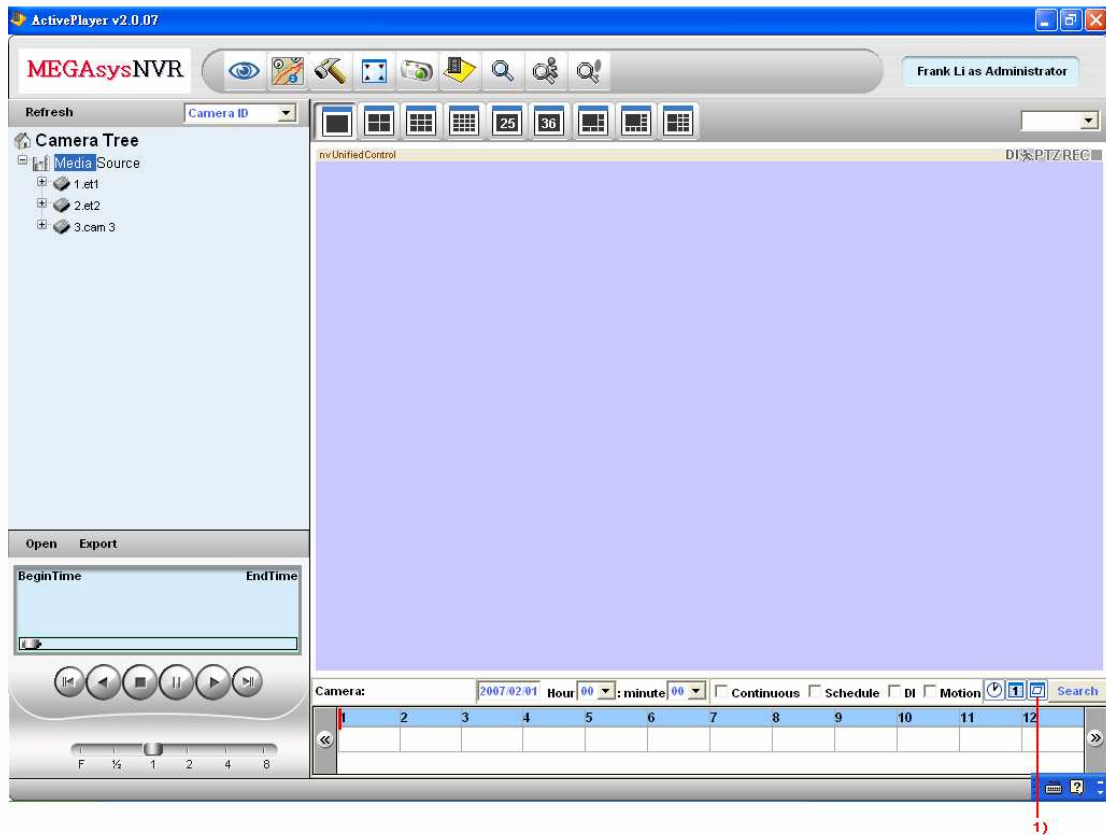 ActivePlayer v2.0.07
MEGAsysNVR
Frank Li as Administrator
Refresh Camera ID
25 36
Camera Tree
nvUnifiedControl DI PTZ REC
Media Source
1.et1
2.et2
3.cam 3
Open Export
BeginTime EndTime
Camera: 2007/02/01 Hour 00 : minute 00 Continuous Schedule DI Motion 1 Search
1 2 3 4 5 6 7 8 9 10 11 12
F ½ 1 2 4 8
1)